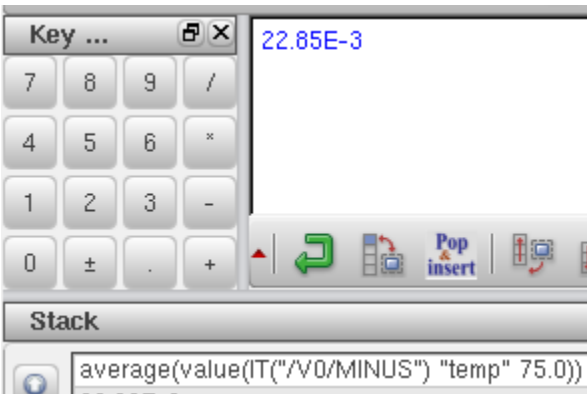 Key ...
22.85E-3
7 8 9 /
4 5 6 *
1 2 3 -
0 ± . +
Pop
&
insert
Stack
average(value(IT("/V0/MINUS") "temp" 75.0))